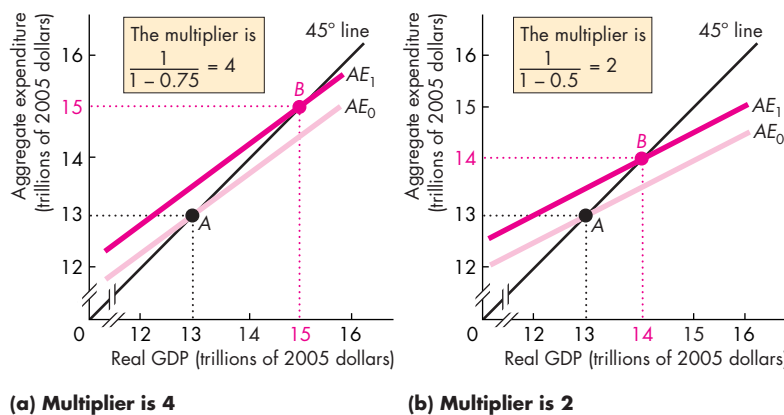 Aggregate expenditure
(trillions of 2005 dollars)
16
15
14
13
12
0
The multiplier is
1
1 – 0.75
= 4
45° line
B
AE1
AE0
A
12
13
14
15
16
Real GDP (trillions of 2005 dollars)
(a) Multiplier is 4
Aggregate expenditure
(trillions of 2005 dollars)
16
15
14
13
12
0
The multiplier is
1
1 – 0.5
= 2
45° line
AE1
B
AE0
A
12
13
14
15
16
Real GDP (trillions of 2005 dollars)
(b) Multiplier is 2